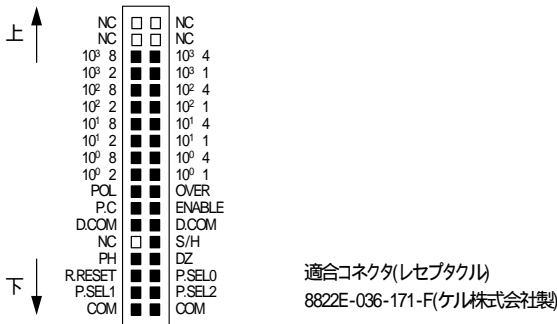 上
NC NC
NC NC
10³ 8 10³ 4
10³ 2 10³ 1
10² 8 10² 4
10² 2 10² 1
10¹ 8 10¹ 4
10¹ 2 10¹ 1
10⁰ 8 10⁰ 4
10⁰ 2 10⁰ 1
POL OVER
P.C ENABLE
D.COM D.COM
NC S/H
PH DZ
R.RESET P.SEL0
P.SEL1 P.SEL2
COM COM
下
適合コネクタ(レセプタクル)
8822E-036-171-F(ケル株式会社製)